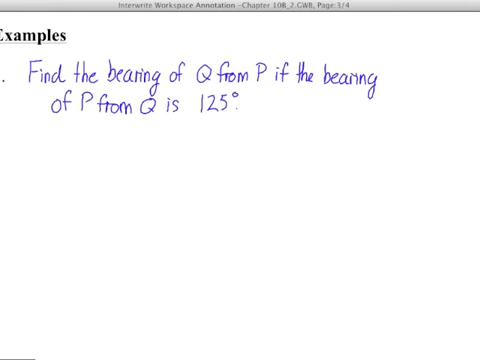 Interwrite Workspace Annotation -Chapter 10B_2.GWB, Page:3/4
Examples
. Find the bearing of Q from P if the bearing
of P from Q is 125°.